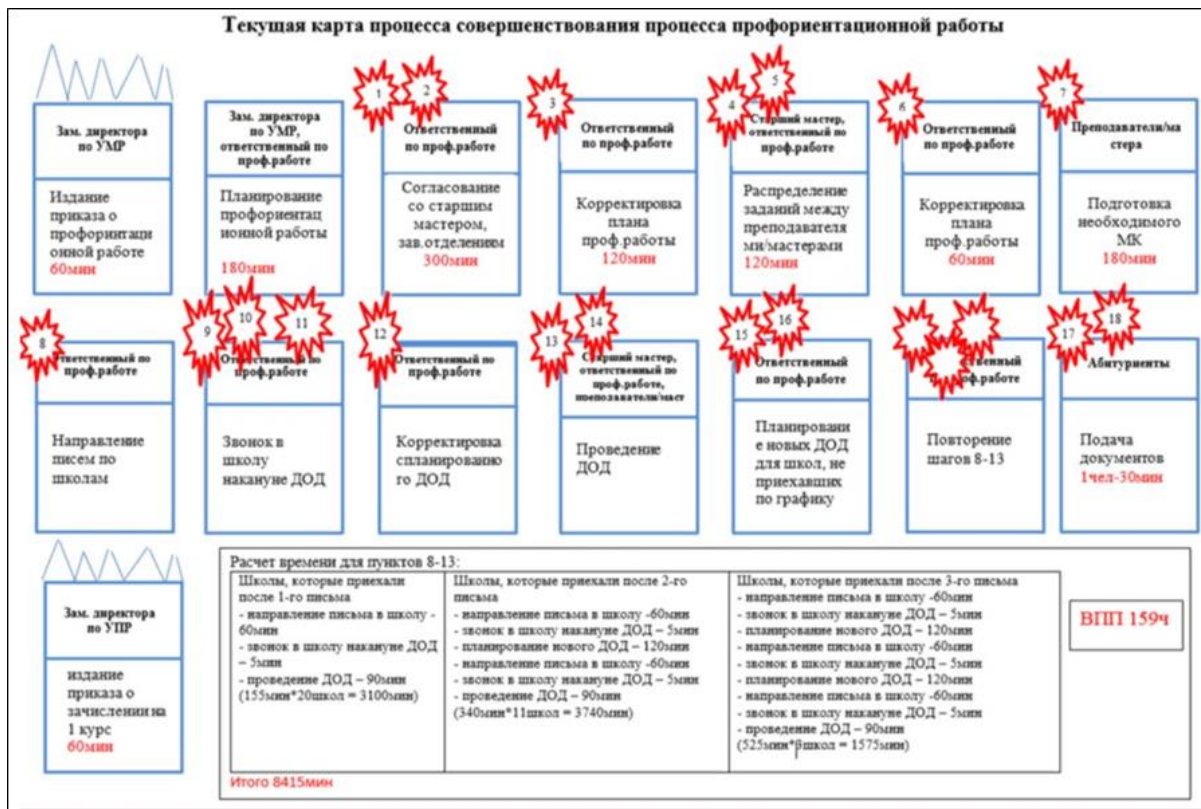 Текущая карта процесса совершенствования процесса профориентационной работы
Зам. директора
по УМР
Издание
приказа о
профоринтаци
онной работе
60мин
Зам. директора
по УМР,
ответственный по
проф.работе
Планирование
профориентац
ионной работы
180мин
1
2
Ответственный
по проф.работе
Согласование
со старшим
мастером,
зав.отделениям
300мин
3
Ответственный
по проф.работе
Корректировка
плана
проф.работы
120мин
4
5
Старший мастер,
ответственный по
проф.работе
Распределение
заданий между
преподавателя
ми/мастерами
120мин
6
Ответственный
по проф.работе
Корректировка
плана
проф.работы
60мин
7
Преподаватели/ма
стера
Подготовка
необходимого
МК
180мин
8
Ответственный по
проф.работе
Направление
писем по
школам
9
10
11
Ответственный по
проф.работе
Звонок в
школу
накануне ДОД
12
Ответственный по
проф.работе
Корректировка
спланированно
го ДОД
13
14
Старший мастер,
ответственный по
проф.работе,
преподаватели/маст
Проведение
ДОД
15
16
Ответственный
по проф.работе
Планировани
е новых ДОД
для школ, не
приехавших
по графику
проф.работе
Повторение
шагов 8-13
17
18
Абитуриенты
Подача
документов
1чел-30мин
Зам. директора
по УПР
издание
приказа о
зачислении на
1 курс
60мин
Расчет времени для пунктов 8-13:
Школы, которые приехали
после 1-го письма
- направление письма в школу -
60мин
- звонок в школу накануне ДОД
– 5мин
- проведение ДОД – 90мин
(155мин*20школ = 3100мин)
Школы, которые приехали после 2-го
письма
- направление письма в школу -60мин
- звонок в школу накануне ДОД – 5мин
- планирование нового ДОД – 120мин
- направление письма в школу -60мин
- звонок в школу накануне ДОД – 5мин
- проведение ДОД – 90мин
(340мин*11школ = 3740мин)
Школы, которые приехали после 3-го письма
- направление письма в школу -60мин
- звонок в школу накануне ДОД – 5мин
- планирование нового ДОД – 120мин
- направление письма в школу -60мин
- звонок в школу накануне ДОД – 5мин
- планирование нового ДОД – 120мин
- направление письма в школу -60мин
- звонок в школу накануне ДОД – 5мин
- проведение ДОД – 90мин
(525мин*3школ = 1575мин)
Итого 8415мин
ВПП 159ч